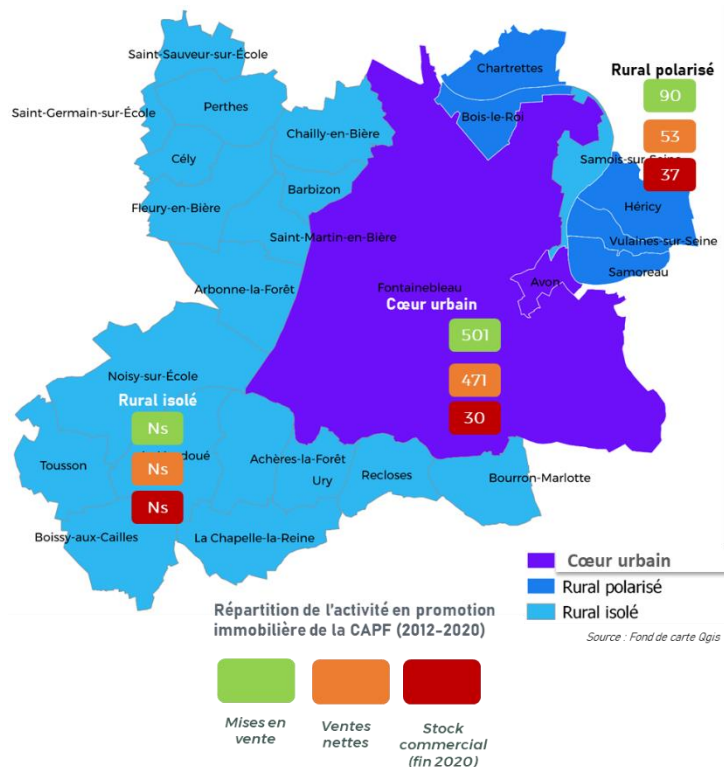 Saint-Sauveur-sur-École
Chartrettes
Rural polarisé
Perthes
90
Saint-Germain-sur-École
Bois-le-Roi
Chailly-en-Bière
53
Cély
Samois-sur-Seine
37
Barbizon
Fleury-en-Bière
Héricy
Saint-Martin-en-Bière
Vulaines-sur-Seine
Samoreau
Arbonne-la-Forêt
Fontainebleau
Avon
Cœur urbain
501
Noisy-sur-École
471
Rural isolé
30
Ns
Achères-la-Forêt
Tousson
Ns
Ury
Recloses
Bourron-Marlotte
Ns
Boissy-aux-Cailles
La Chapelle-la-Reine
Cœur urbain
Rural polarisé
Rural isolé
Répartition de l'activité en promotion
immobilière de la CAPF (2012-2020)
Source : Fond de carte Qgis
Mises en
vente
Ventes
nettes
Stock
commercial
(fin 2020)